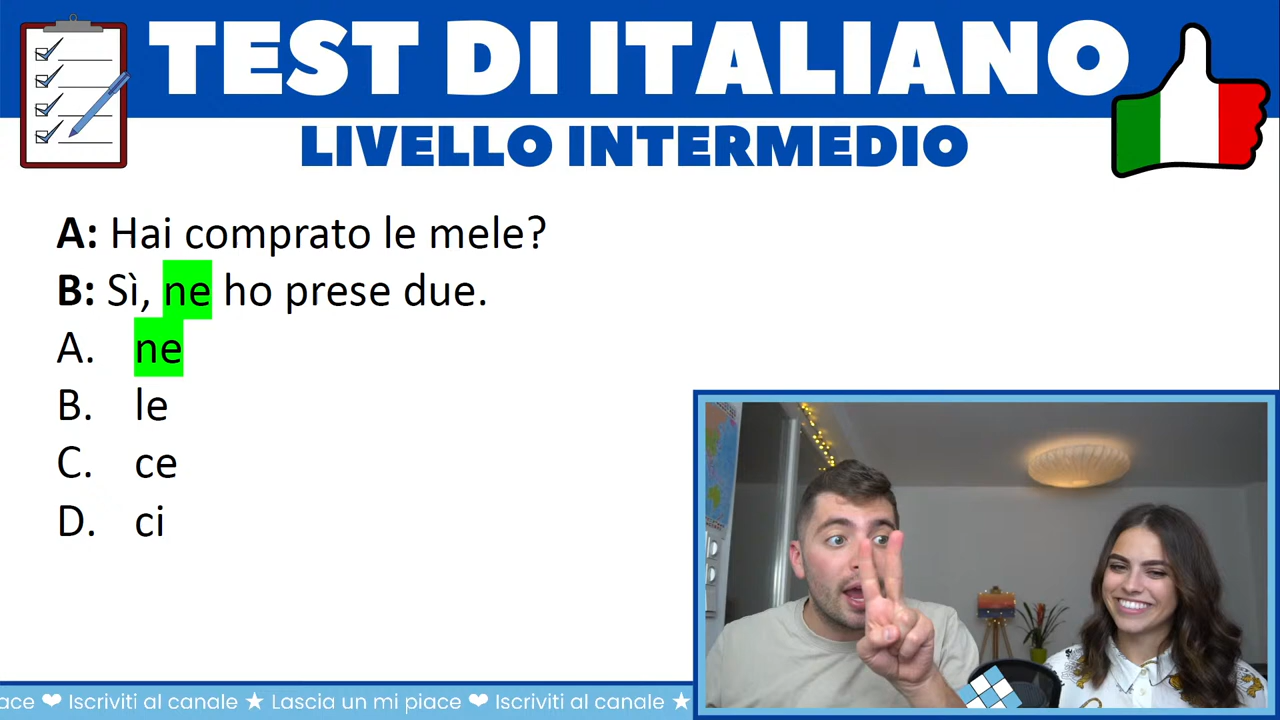 TEST DI ITALIANO
LIVELLO INTERMEDIO
A: Hai comprato le mele?
B: Sì, ne ho prese due.
A. ne
B. le
C. ce
D. ci
ace ❤ Iscriviti al canale ★ Lascia un mi piace ❤ Iscriviti al canale ★